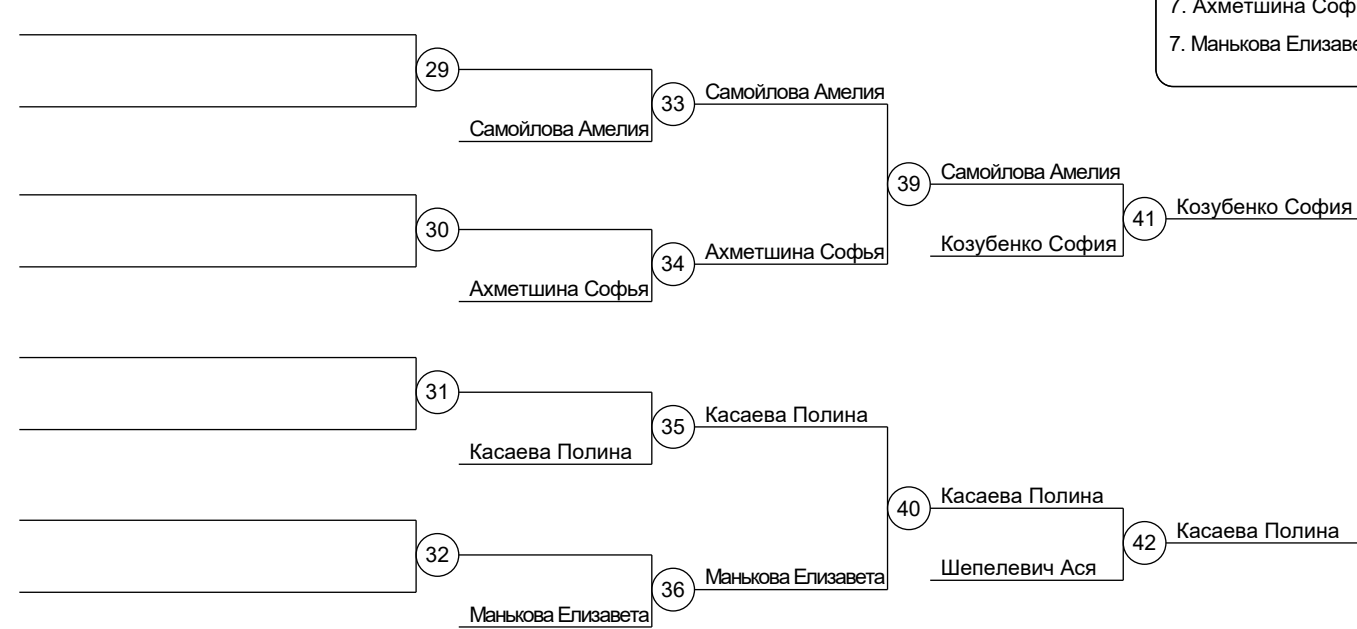 7. Ахметшина Соф
7. Манькова Елизаве
29
33
Самойлова Амелия
Самойлова Амелия
39
Самойлова Амелия
41
Козубенко София
Козубенко София
30
34
Ахметшина Софья
Ахметшина Софья
31
35
Касаева Полина
Касаева Полина
40
Касаева Полина
42
Касаева Полина
Шепелевич Ася
32
36
Манькова Елизавета
Манькова Елизавета